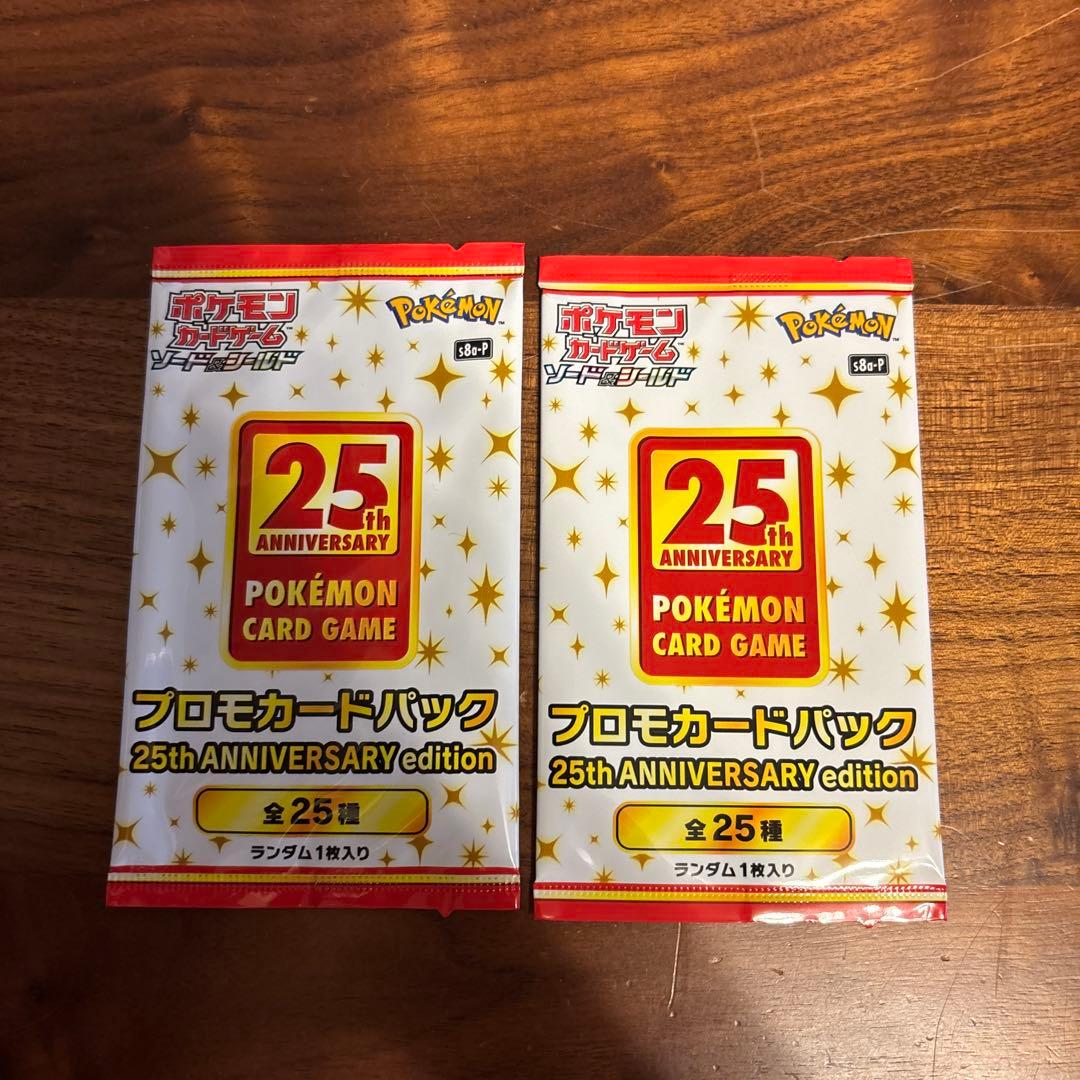 ポケモン
カードゲーム™
ソード&シールド
POKéMON
s8a-P
25th
ANNIVERSARY
POKÉMON
CARD GAME
プロモカードパック
25th ANNIVERSARY edition
全25種
ランダム1枚入り
ポケモン
カードゲーム™
ソード&シールド
POKéMON™
s8a-P
25th
ANNIVERSARY
POKÉMON
CARD GAME
プロモカードパック
25th ANNIVERSARY edition
全25種
ランダム1枚入り